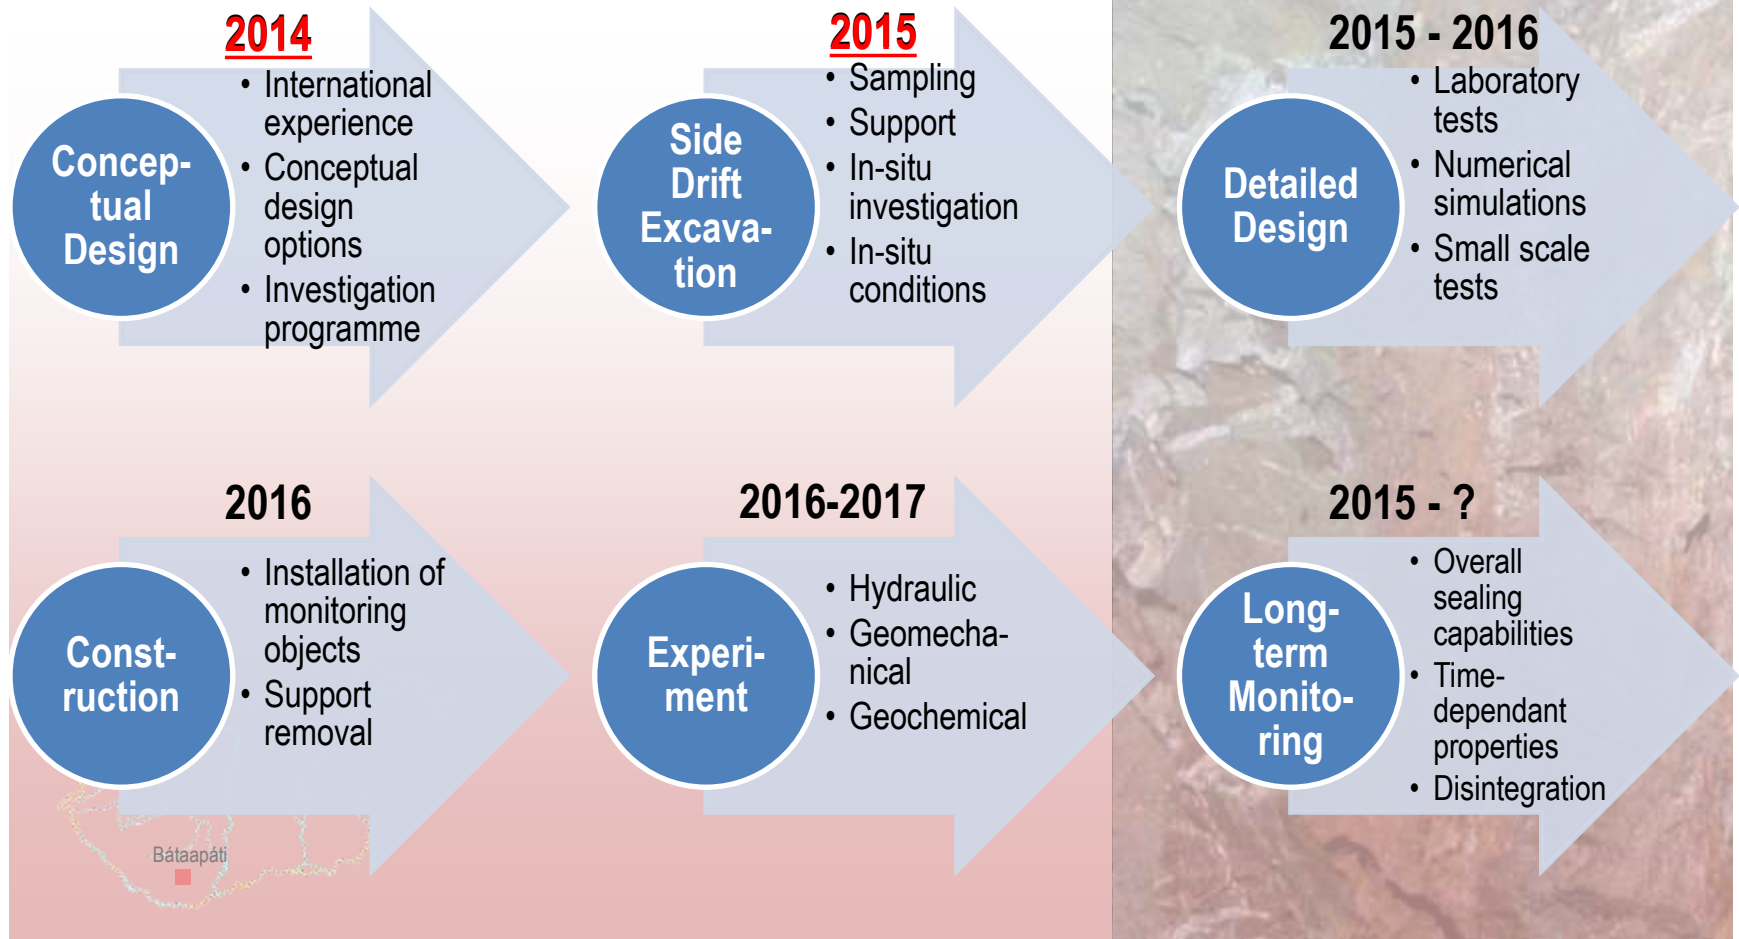 2014
Concep-
tual
Design
• International
experience
• Conceptual
design
options
• Investigation
programme
2015
Side
Drift
Excava-
tion
• Sampling
• Support
• In-situ
investigation
• In-situ
conditions
2015 - 2016
Detailed
Design
• Laboratory
tests
• Numerical
simulations
• Small scale
tests
2016
Const-
ruction
• Installation of
monitoring
objects
• Support
removal
Bátaapáti
2016-2017
Experi-
ment
• Hydraulic
• Geomecha-
nical
• Geochemical
2015 - ?
Long-
term
Monito-
ring
• Overall
sealing
capabilities
• Time-
dependant
properties
• Disintegration